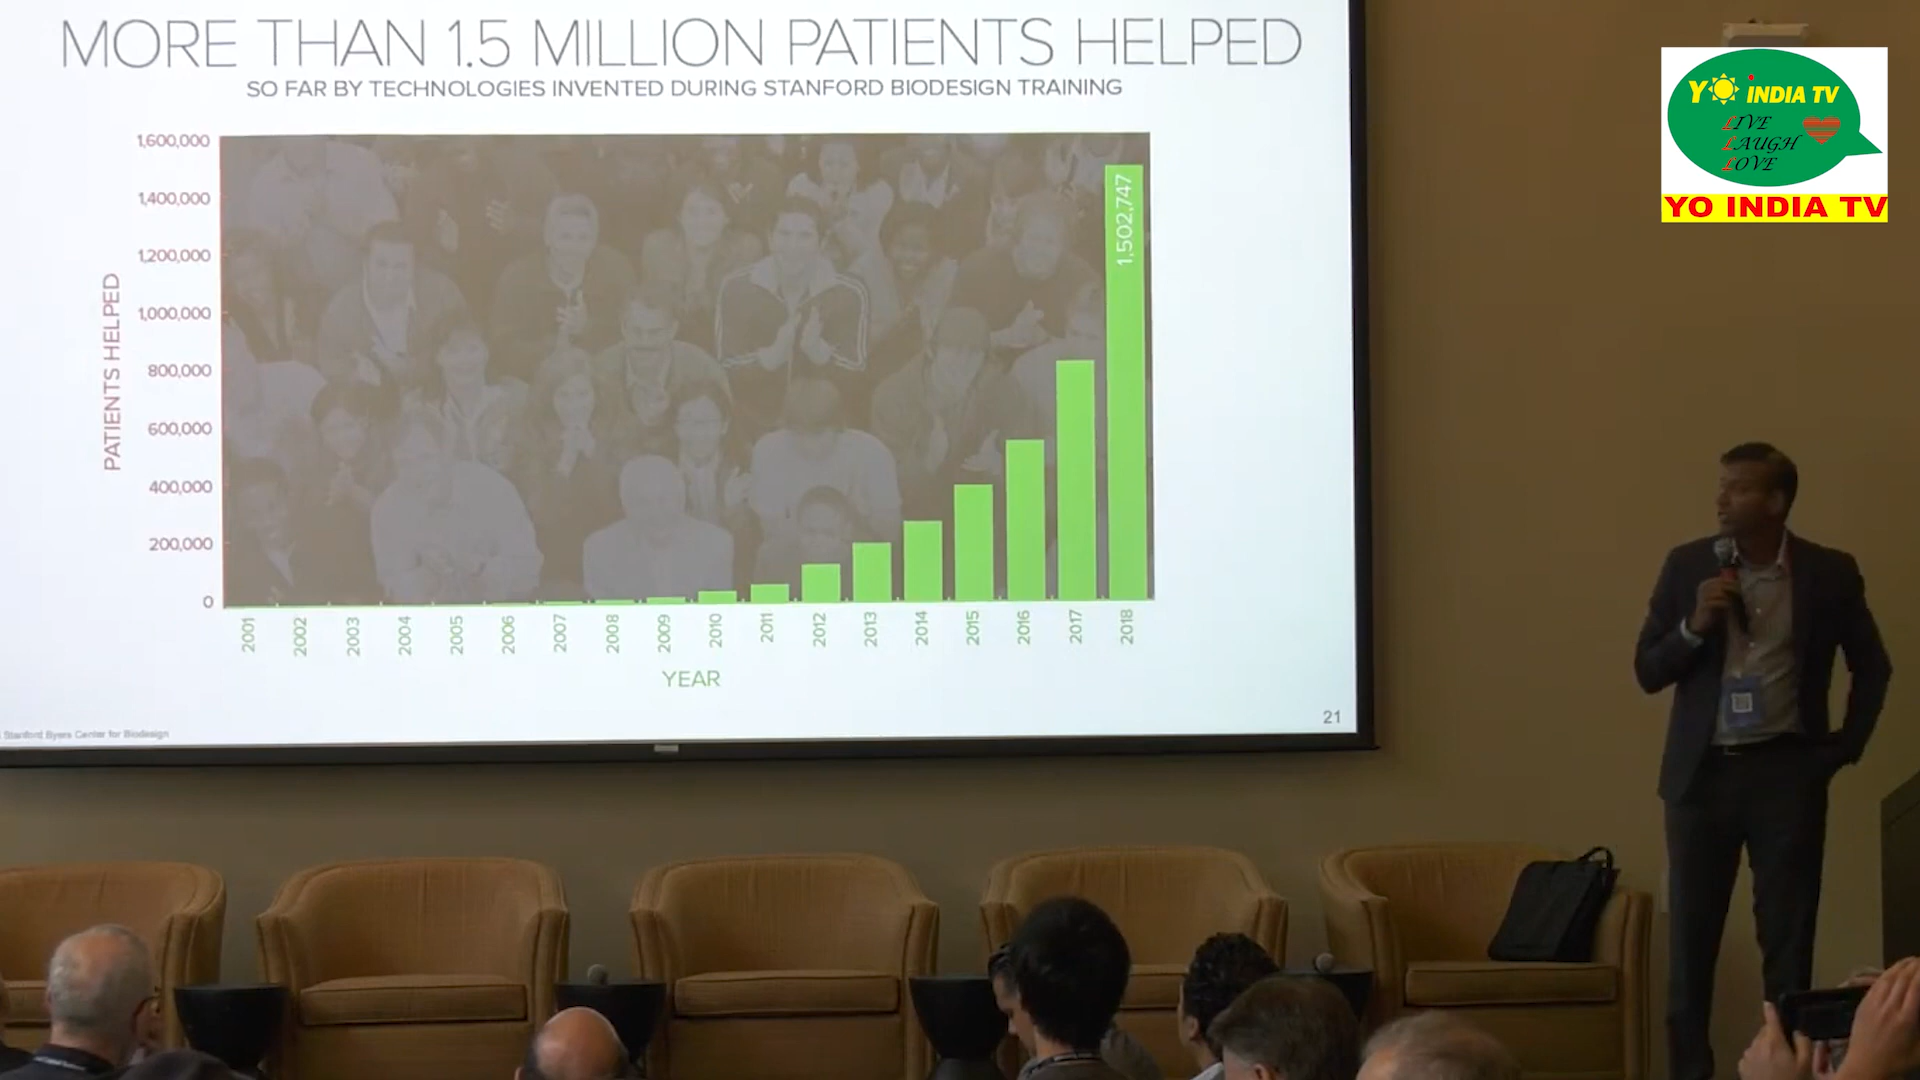 MORE THAN 1.5 MILLION PATIENTS HELPED
SO FAR BY TECHNOLOGIES INVENTED DURING STANFORD BIODESIGN TRAINING
1,600,000
1,400,000
1,200,000
1,000,000
800,000
600,000
400,000
200,000
0
PATIENTS HELPED
1,502,747
2001
2002
2003
2004
2005
2006
2007
2008
2009
2010
2011
2012
2013
2014
2015
2016
2017
2018
YEAR
21
Stanford Byers Center for Biodesign
YO INDIA TV
LIVE
LAUGH
LOVE
YO INDIA TV